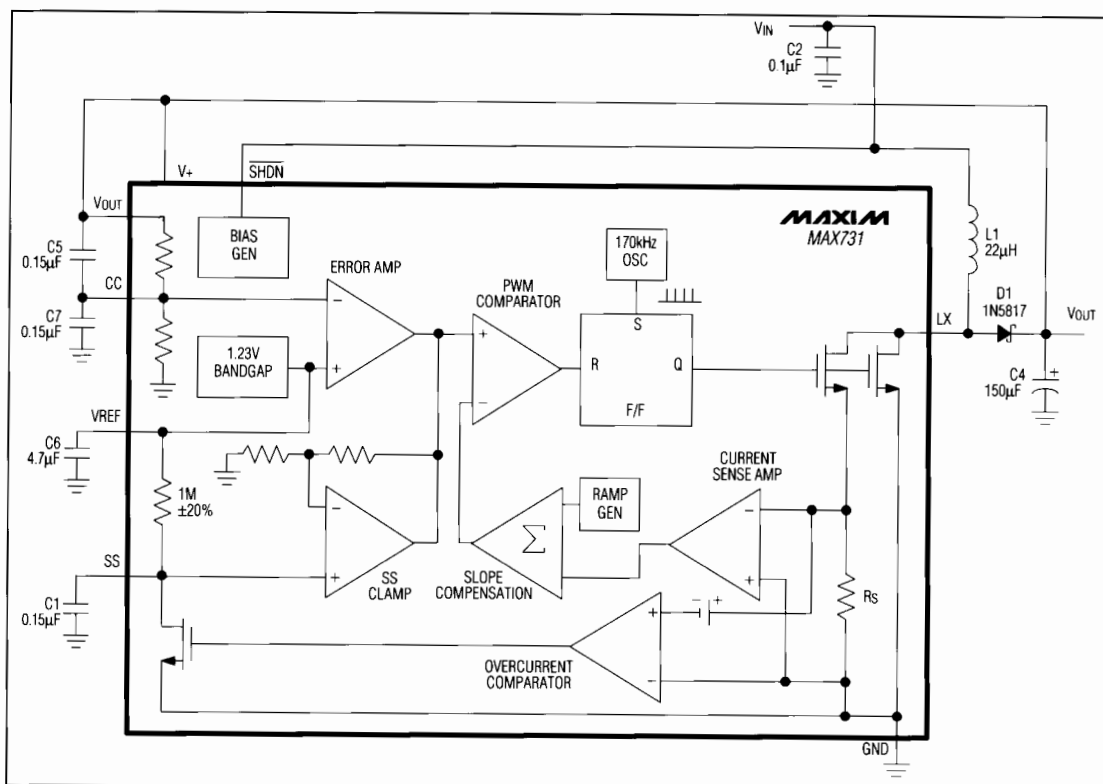 VIN
C2
0.1µF
V+
SHDN
VOUT
MAXIM
MAX731
C5
0.15µF
BIAS
GEN
170kHz
OSC
L1
22µH
ERROR AMP
PWM
COMPARATOR
CC
D1
1N5817
S
LX
VOUT
C7
0.15µF
−
+
1.23V
BANDGAP
+
−
R
Q
F/F
C4
150µF
+
VREF
C6
4.7µF
1M
±20%
CURRENT
SENSE AMP
RAMP
GEN
−
−
Σ
SS
+
SS
CLAMP
SLOPE
COMPENSATION
+
C1
0.15µF
RS
+
− +
−
OVERCURRENT
COMPARATOR
GND